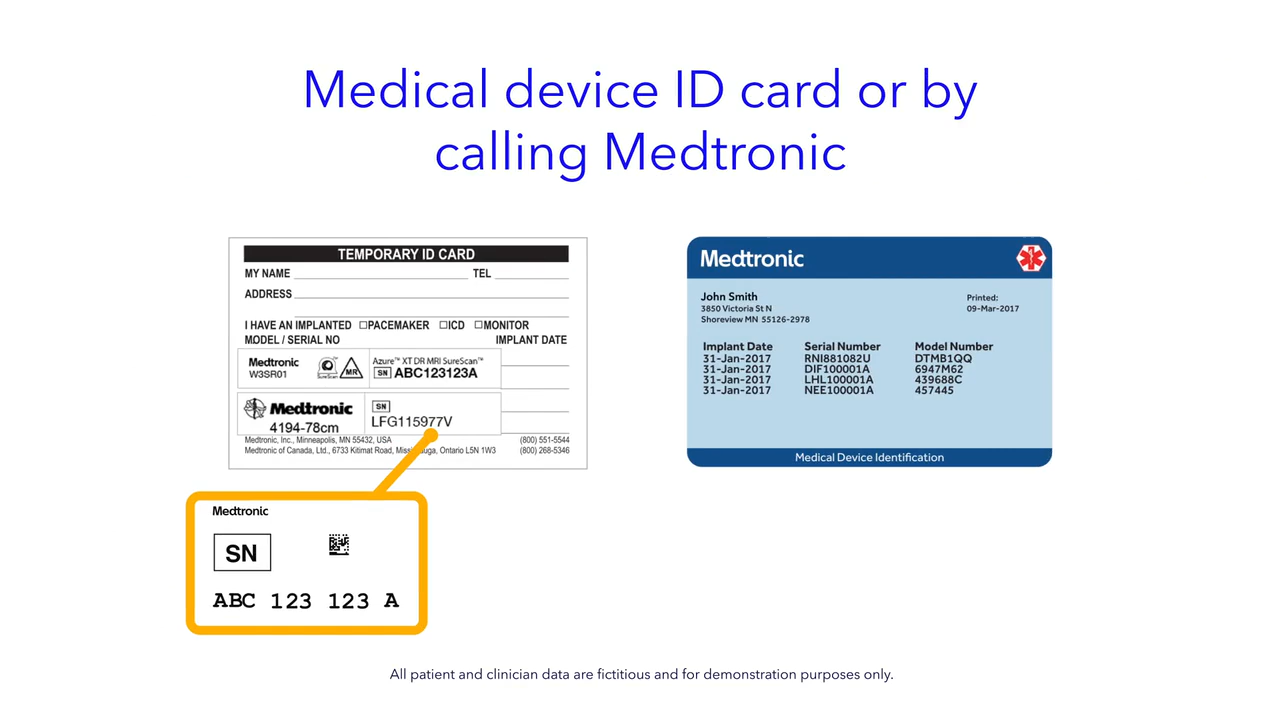 Medical device ID card or by
calling Medtronic
TEMPORARY ID CARD
MY NAME TEL
ADDRESS
I HAVE AN IMPLANTED □PACEMAKER □ICD □MONITOR
MODEL / SERIAL NO IMPLANT DATE
Medtronic
W3SR01
SureScan
MR
Azure™ XT DR MRI SureScan™
SN ABC123123A
Medtronic
4194-78cm
SN
LFG115977V
Medtronic, Inc., Minneapolis, MN 55432, USA (800) 551-5544
Medtronic of Canada, Ltd., 6733 Kitimat Road, Ontario L5N 1W3 (800) 268-5346
Medtronic
SN
ABC 123 123 A
Medtronic
John Smith
3850 Victoria St N
Shoreview MN 55126-2978
Printed:
09-Mar-2017
Implant Date Serial Number Model Number
31-Jan-2017 RNI881082U DTMB1QQ
31-Jan-2017 DIF100001A 6947M62
31-Jan-2017 LHL100001A 439688C
31-Jan-2017 NEE100001A 457445
Medical Device Identification
All patient and clinician data are fictitious and for demonstration purposes only.